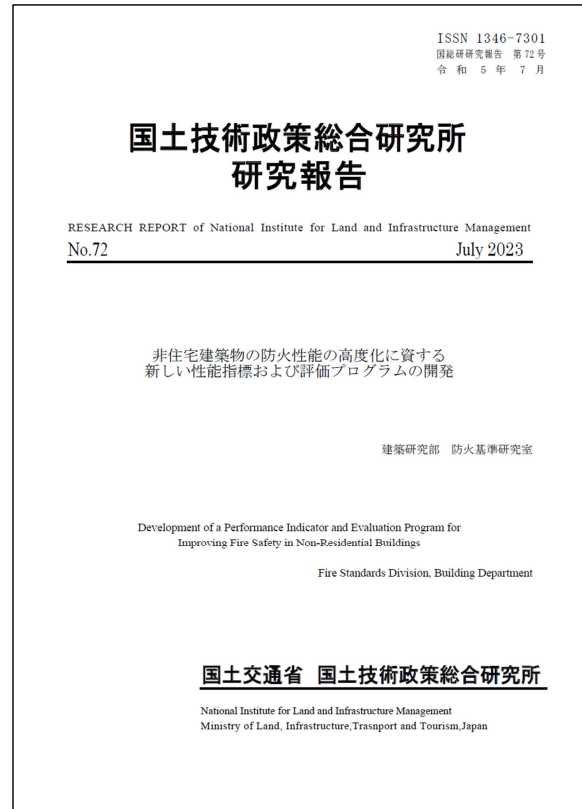 ISSN 1346-7301
国総研研究報告 第72号
令和5年7月
国土技術政策総合研究所
研究報告
RESEARCH REPORT of National Institute for Land and Infrastructure Management
No.72 July 2023
非住宅建築物の防火性能の高度化に資する
新しい性能指標および評価プログラムの開発
建築研究部 防火基準研究室
Development of a Performance Indicator and Evaluation Program for
Improving Fire Safety in Non-Residential Buildings
Fire Standards Division, Building Department
国土交通省 国土技術政策総合研究所
National Institute for Land and Infrastructure Management
Ministry of Land, Infrastructure,Trasnport and Tourism,Japan